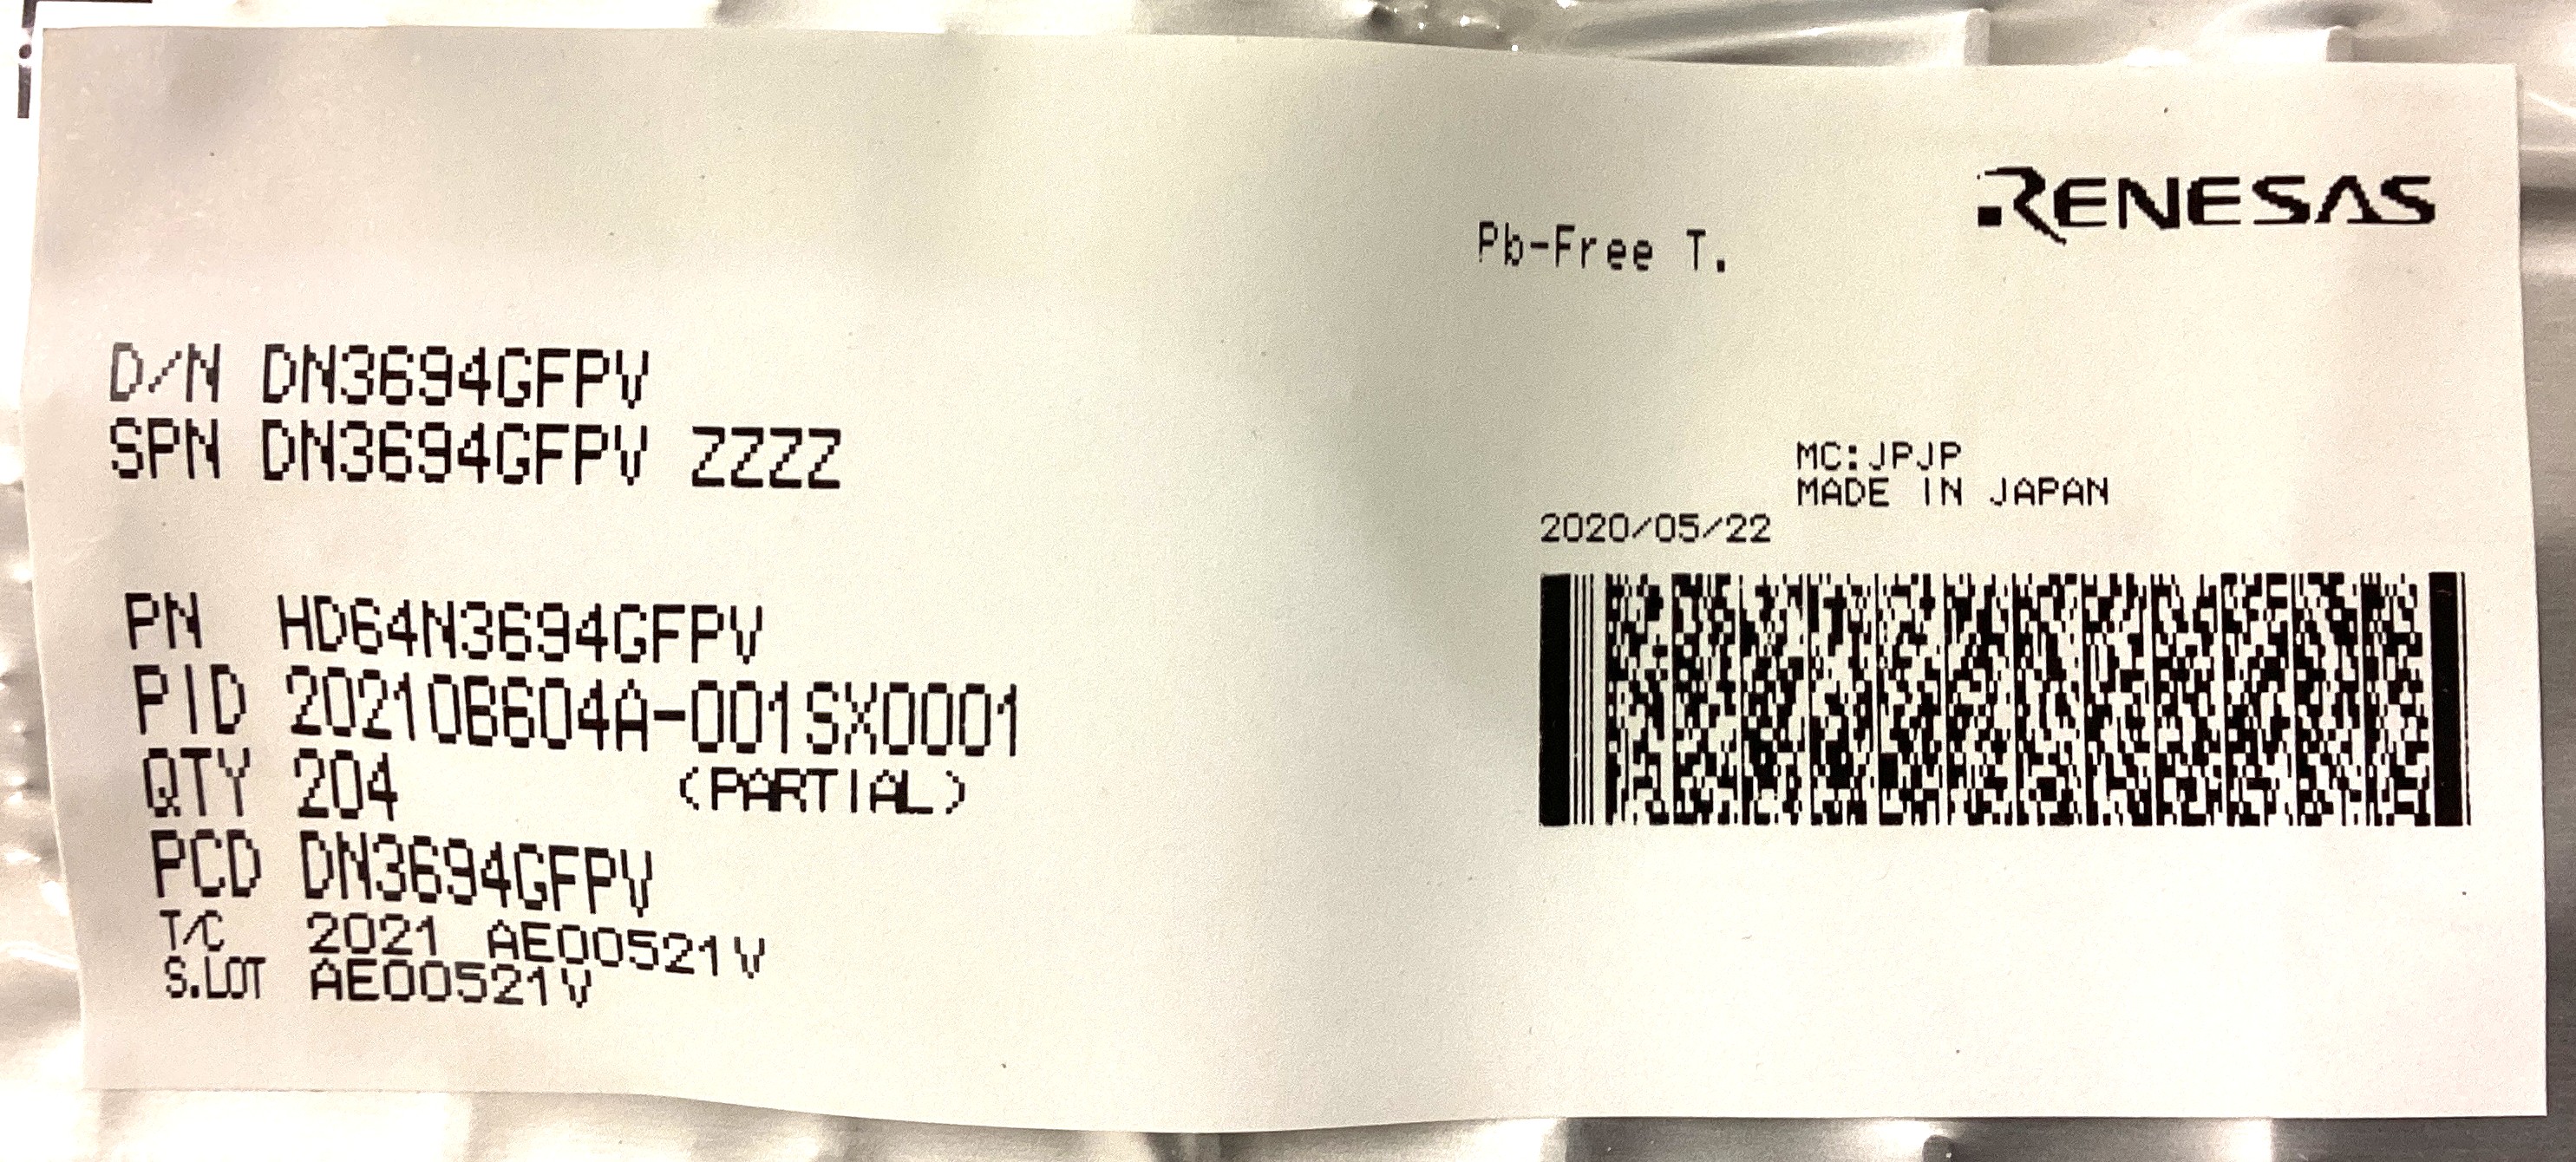 RENESAS
Pb-Free T.
D/N DN3694GFPV
SPN DN3694GFPV ZZZZ
MC:JPJP
MADE IN JAPAN
2020/05/22
PN HD64N3694GFPV
PID 20210B604A-001SX0001
QTY 204 (PARTIAL)
PCD DN3694GFPV
T/C 2021 AE00521V
S.LOT AE00521V